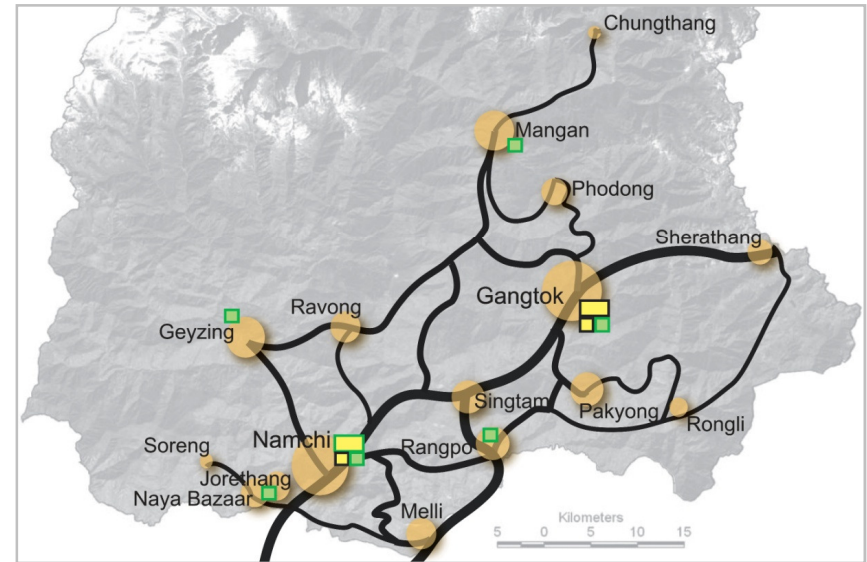 Chungthang
Mangan
Phodong
Sherathang
Gangtok
Ravong
Geyzing
Singtam
Pakyong
Rongli
Namchi
Rangpo
Soreng
Jorethang
Naya Bazaar
Melli
Kilometers
5 0 5 10 15